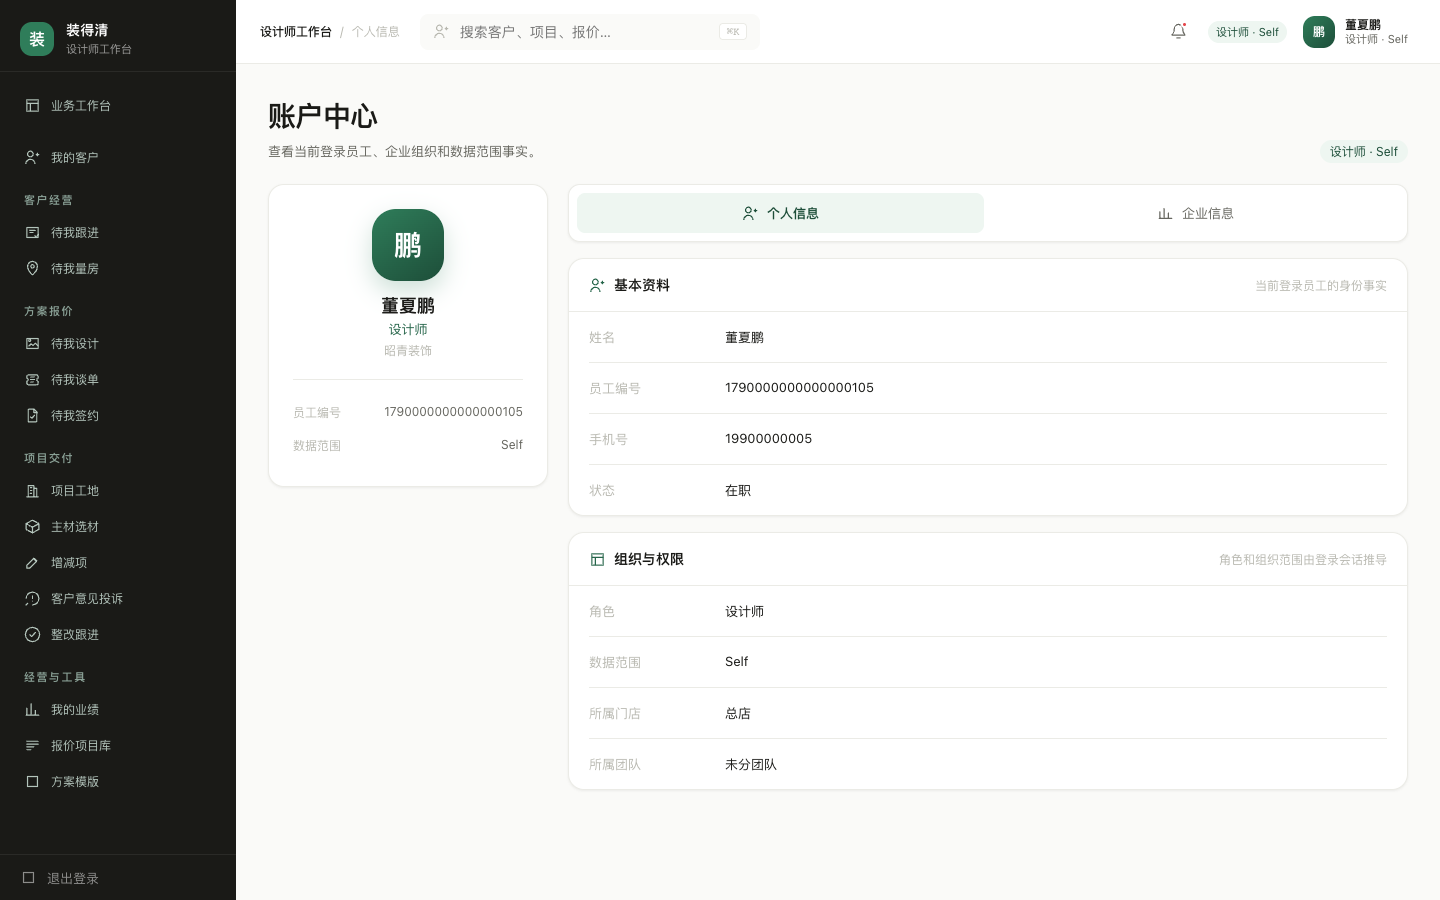 装
装得清
设计师工作台
业务工作台
我的客户
客户经营
待我跟进
待我量房
方案报价
待我设计
待我谈单
待我签约
项目交付
项目工地
主材选材
增减项
客户意见投诉
整改跟进
经营与工具
我的业绩
报价项目库
方案模版
退出登录
设计师工作台 / 个人信息
搜索客户、项目、报价...
⌘K
设计师 · Self
鹏
董夏鹏
设计师 · Self
账户中心
查看当前登录员工、企业组织和数据范围事实。
设计师 · Self
鹏
董夏鹏
设计师
昭青装饰
员工编号 1790000000000000105
数据范围 Self
个人信息
企业信息
基本资料
当前登录员工的身份事实
姓名 董夏鹏
员工编号 1790000000000000105
手机号 19900000005
状态 在职
组织与权限
角色和组织范围由登录会话推导
角色 设计师
数据范围 Self
所属门店 总店
所属团队 未分团队